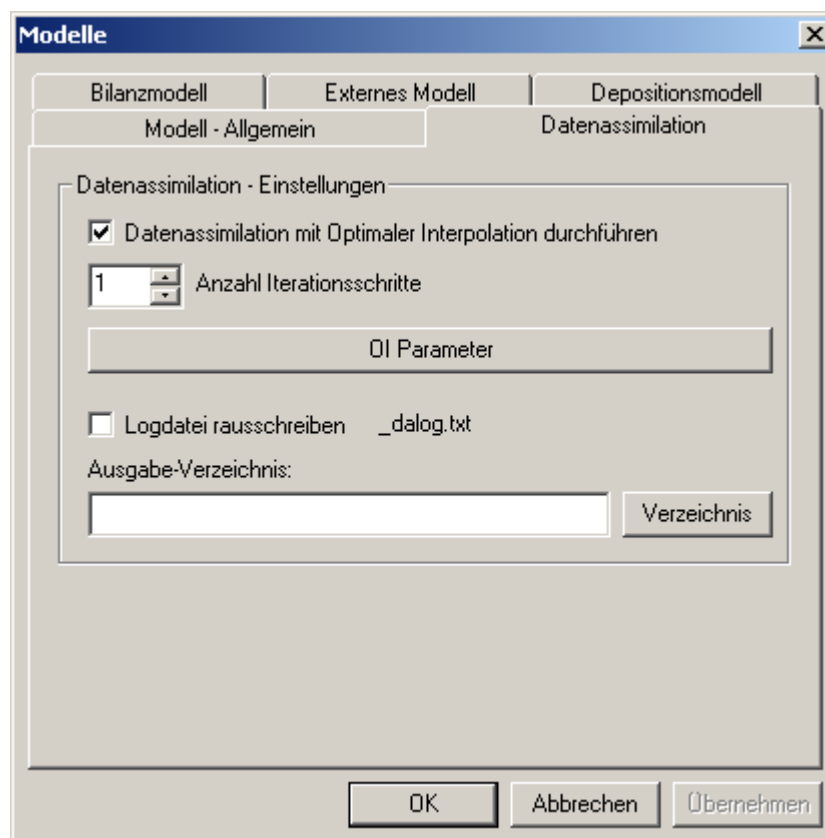 Modelle
Bilanzmodell Externes Modell Depositionsmodell
Modell - Allgemein Datenassimilation
Datenassimilation - Einstellungen
Datenassimilation mit Optimaler Interpolation durchführen
1 Anzahl Iterationsschritte
OI Parameter
Logdatei rausschreiben _dalog.txt
Ausgabe-Verzeichnis:
Verzeichnis
OK Abbrechen Übernehmen